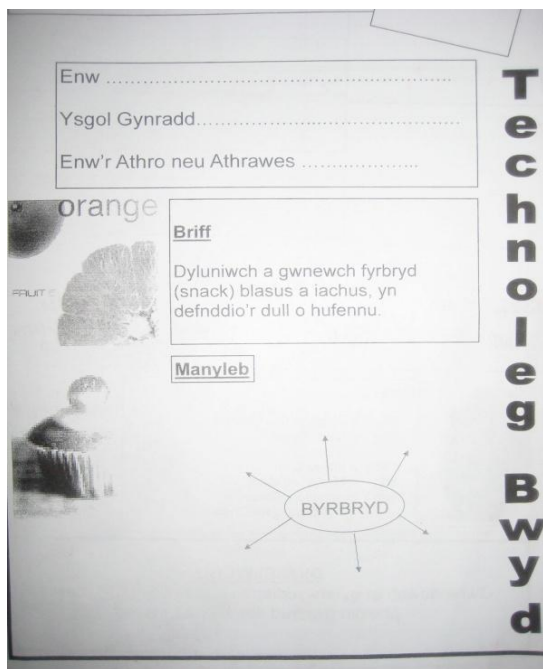 Enw ..........................................................
Ysgol Gynradd..............................................
Enw'r Athro neu Athrawes .....................
orange
FRUIT
Briff
Dyluniwch a gwnewch fyrbryd
(snack) blasus a iachus, yn
defnddio'r dull o hufennu.
Manyleb
BYRBRYD
Technoleg Bwyd